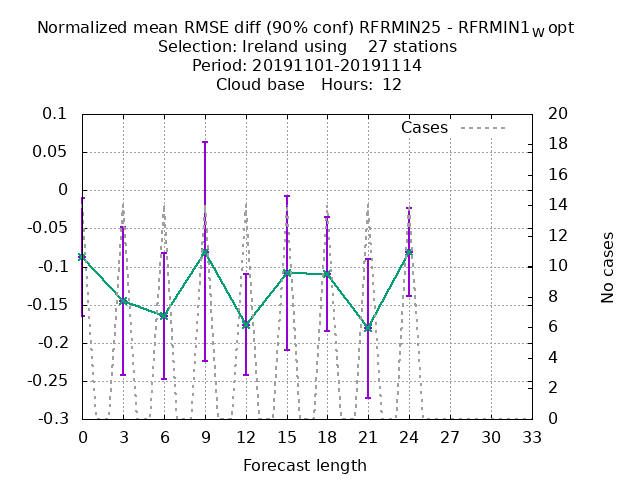 Normalized mean RMSE diff (90% conf) RFRMIN25 - RFRMIN1W opt
Selection: Ireland using 27 stations
Period: 20191101-20191114
Cloud base Hours: 12
Cases
0.1
0.05
0
-0.05
-0.1
-0.15
-0.2
-0.25
-0.3
20
18
16
14
12
10
8
6
4
2
0
No cases
0 3 6 9 12 15 18 21 24 27 30 33
Forecast length